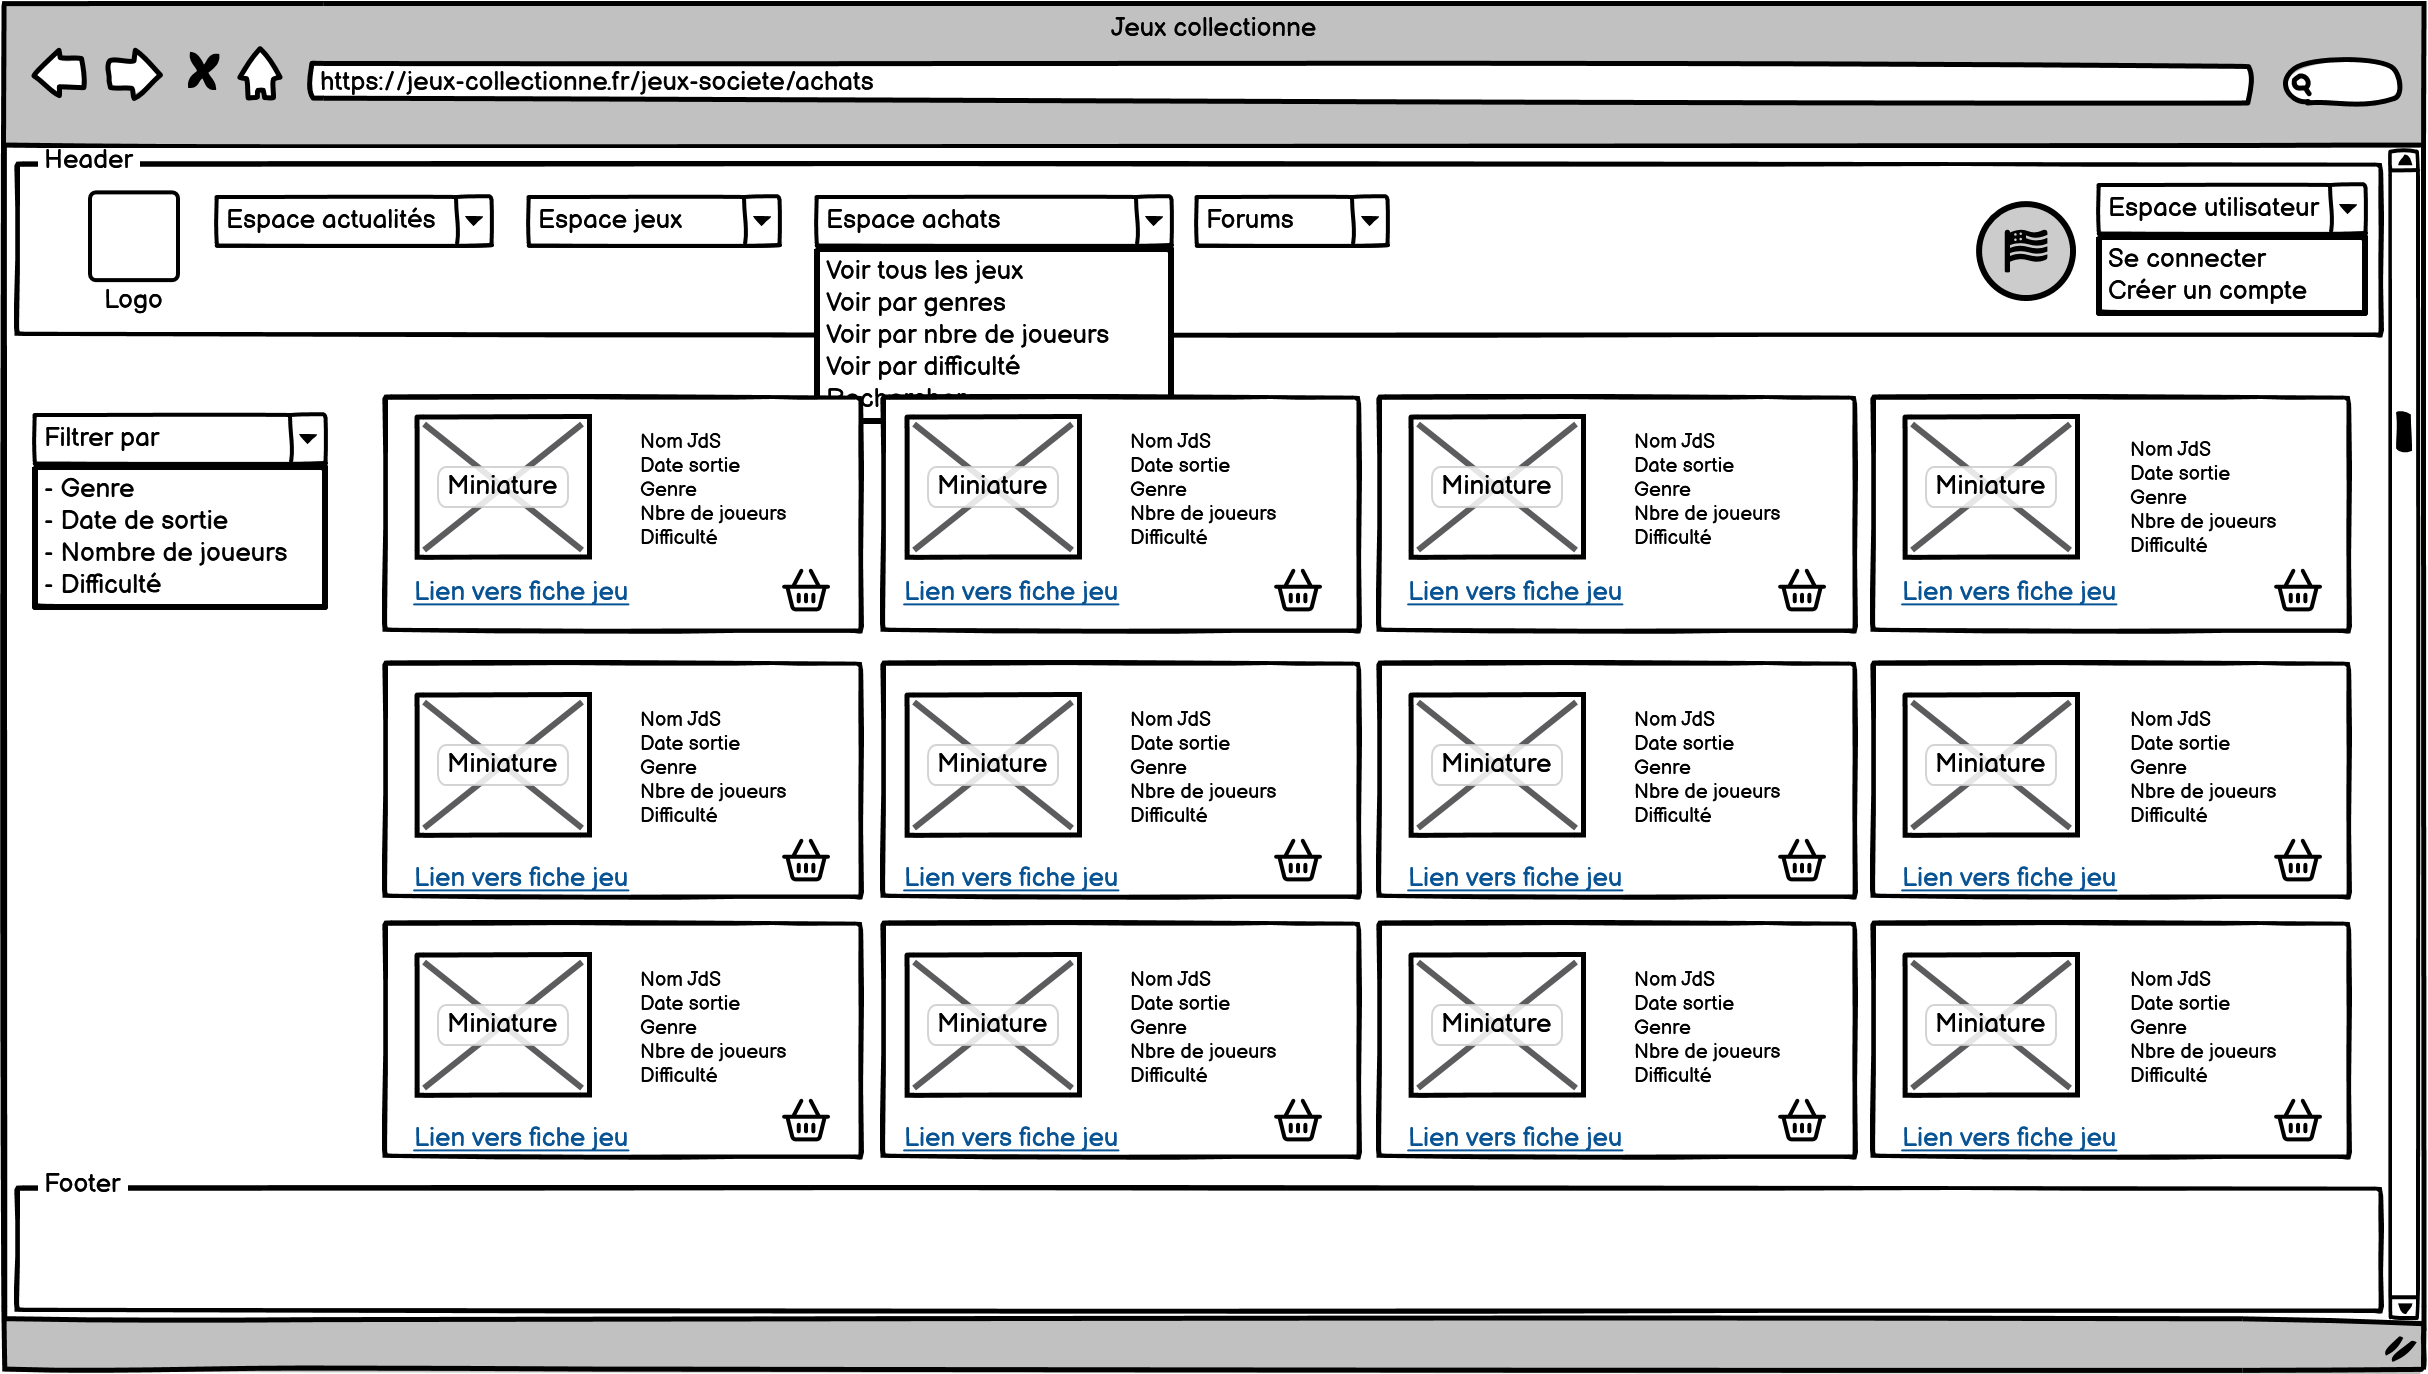 Jeux collectionne
https://jeux-collectionne.fr/jeux-societe/achats
Header
Logo
Espace actualités
Espace jeux
Espace achats
Voir tous les jeux
Voir par genres
Voir par nbre de joueurs
Voir par difficulté
Forums
Espace utilisateur
Se connecter
Créer un compte
Filtrer par
- Genre
- Date de sortie
- Nombre de joueurs
- Difficulté
Miniature
Nom JdS
Date sortie
Genre
Nbre de joueurs
Difficulté
Lien vers fiche jeu
Miniature
Nom JdS
Date sortie
Genre
Nbre de joueurs
Difficulté
Lien vers fiche jeu
Miniature
Nom JdS
Date sortie
Genre
Nbre de joueurs
Difficulté
Lien vers fiche jeu
Miniature
Nom JdS
Date sortie
Genre
Nbre de joueurs
Difficulté
Lien vers fiche jeu
Miniature
Nom JdS
Date sortie
Genre
Nbre de joueurs
Difficulté
Lien vers fiche jeu
Miniature
Nom JdS
Date sortie
Genre
Nbre de joueurs
Difficulté
Lien vers fiche jeu
Miniature
Nom JdS
Date sortie
Genre
Nbre de joueurs
Difficulté
Lien vers fiche jeu
Miniature
Nom JdS
Date sortie
Genre
Nbre de joueurs
Difficulté
Lien vers fiche jeu
Miniature
Nom JdS
Date sortie
Genre
Nbre de joueurs
Difficulté
Lien vers fiche jeu
Miniature
Nom JdS
Date sortie
Genre
Nbre de joueurs
Difficulté
Lien vers fiche jeu
Miniature
Nom JdS
Date sortie
Genre
Nbre de joueurs
Difficulté
Lien vers fiche jeu
Miniature
Nom JdS
Date sortie
Genre
Nbre de joueurs
Difficulté
Lien vers fiche jeu
Footer